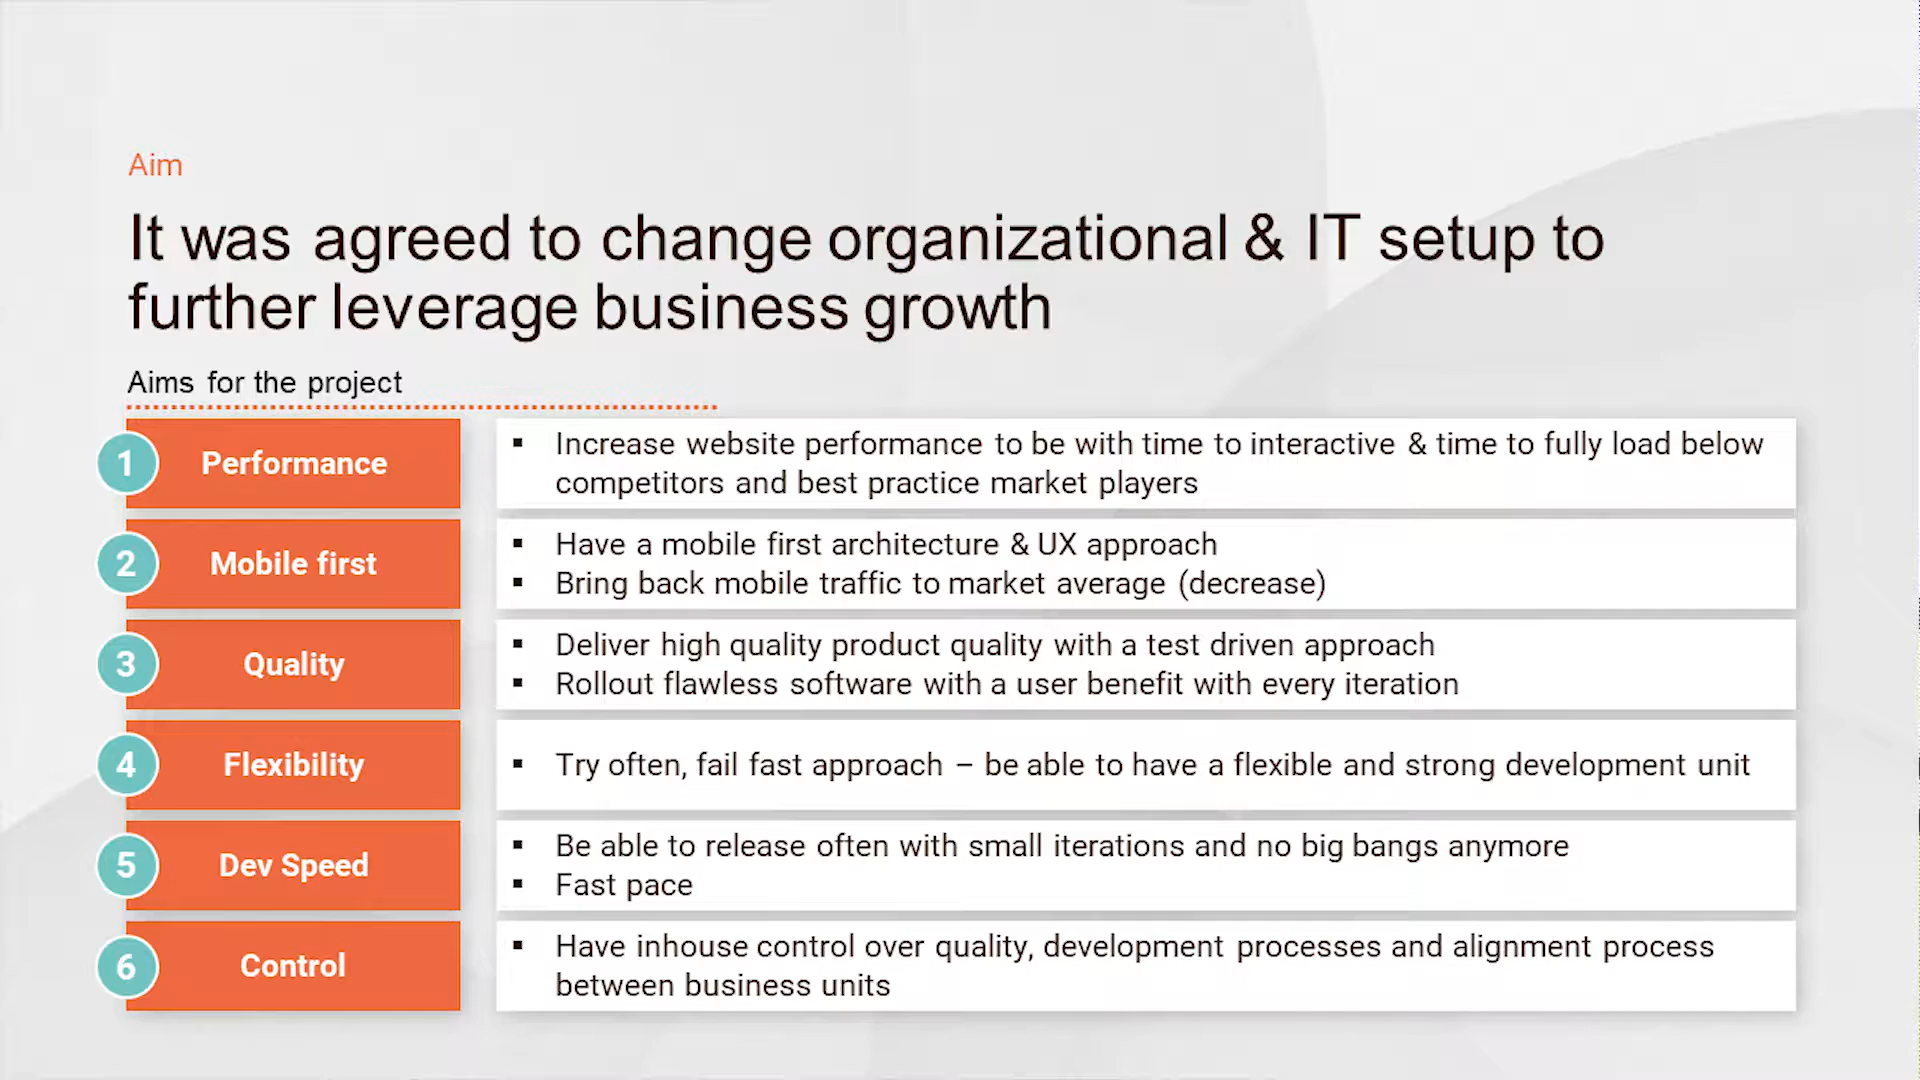 Aim
It was agreed to change organizational & IT setup to
further leverage business growth
Aims for the project
1 Performance
▪ Increase website performance to be with time to interactive & time to fully load below
competitors and best practice market players
2 Mobile first
▪ Have a mobile first architecture & UX approach
▪ Bring back mobile traffic to market average (decrease)
3 Quality
▪ Deliver high quality product quality with a test driven approach
▪ Rollout flawless software with a user benefit with every iteration
4 Flexibility
▪ Try often, fail fast approach – be able to have a flexible and strong development unit
5 Dev Speed
▪ Be able to release often with small iterations and no big bangs anymore
▪ Fast pace
6 Control
▪ Have inhouse control over quality, development processes and alignment process
between business units